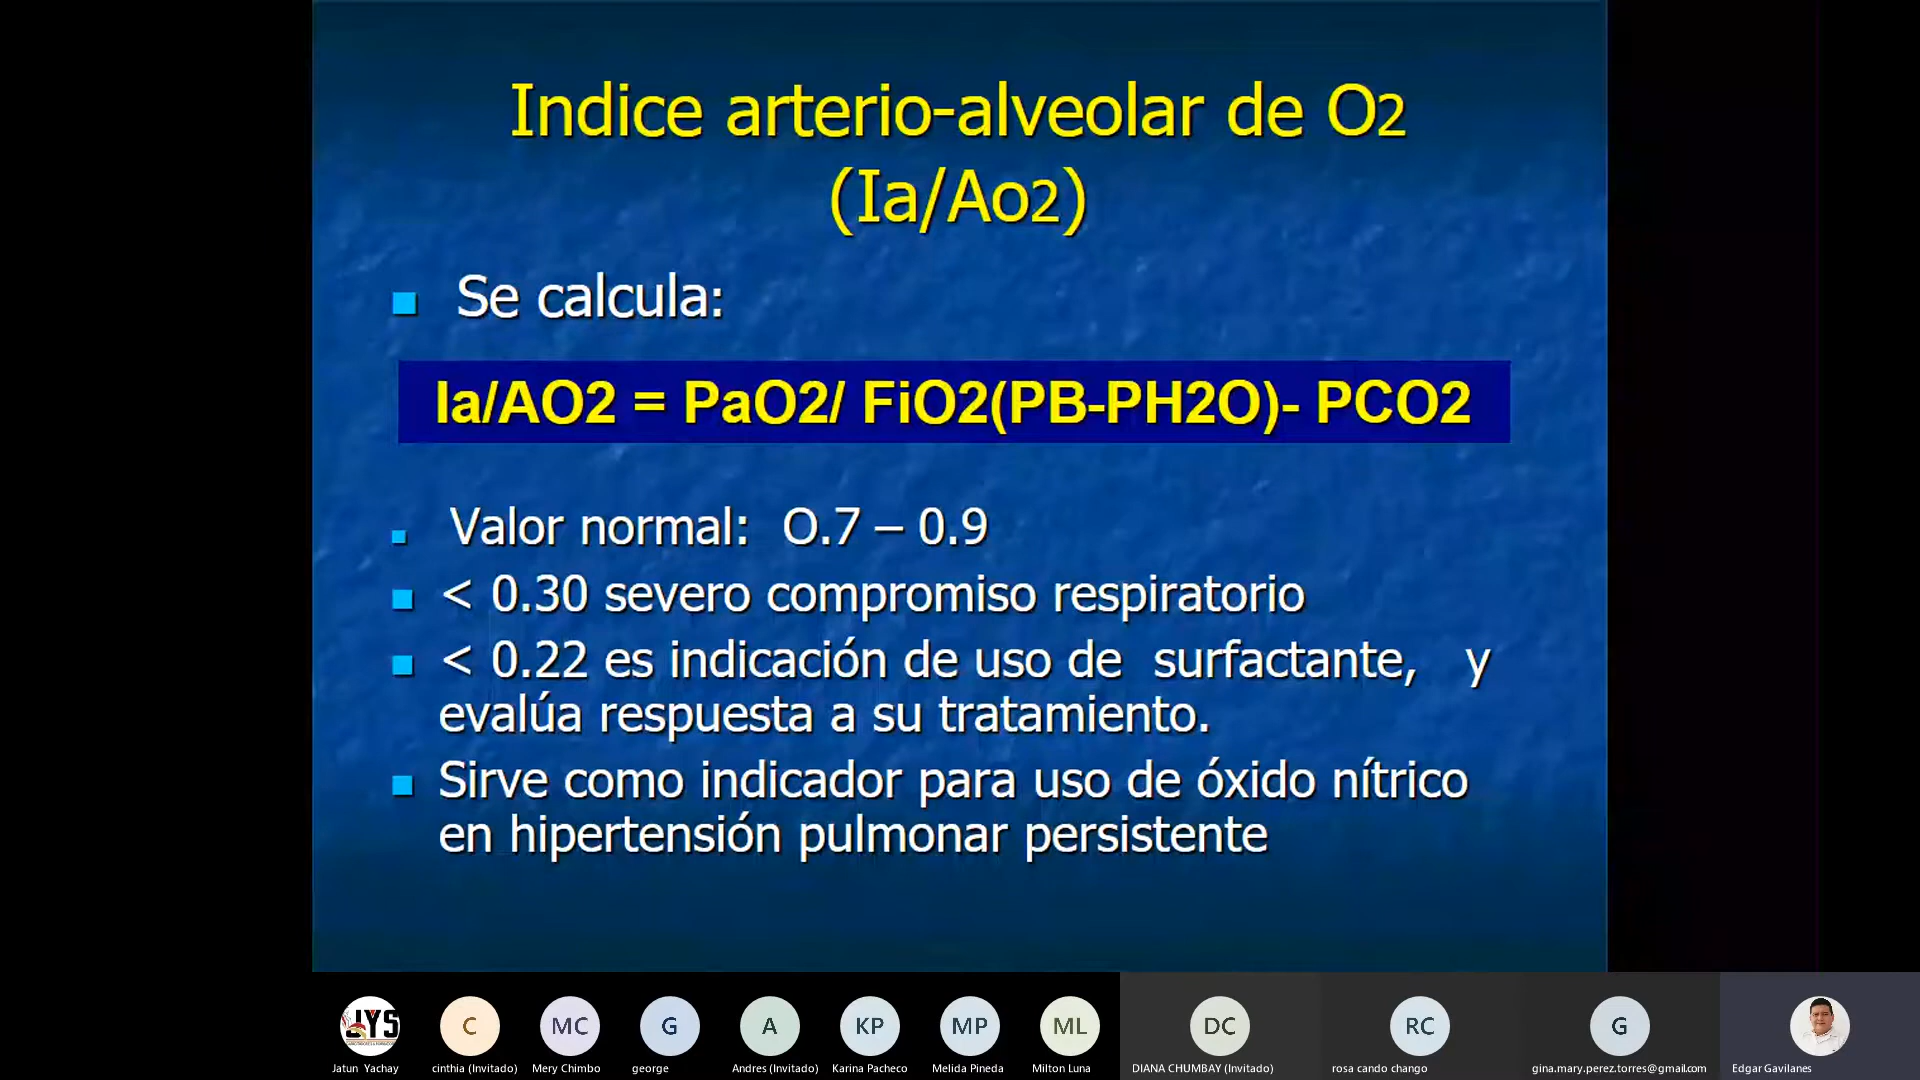 Indice arterio-alveolar de O2
(Ia/Ao2)
Se calcula:
Ia/AO2 = PaO2/ FiO2(PB-PH2O)- PCO2
Valor normal: O.7 – 0.9
< 0.30 severo compromiso respiratorio
< 0.22 es indicación de uso de surfactante, y
evalúa respuesta a su tratamiento.
Sirve como indicador para uso de óxido nítrico
en hipertensión pulmonar persistente
JYS
C
MC
G
A
KP
MP
ML
DC
RC
G
Jatun Yachay
cinthia (Invitado)
Mery Chimbo
george
Andres (Invitado)
Karina Pacheco
Melida Pineda
Milton Luna
DIANA CHUMBAY (Invitado)
rosa cando chango
gina.mary.perez.torres@gmail.com
Edgar Gavilanes